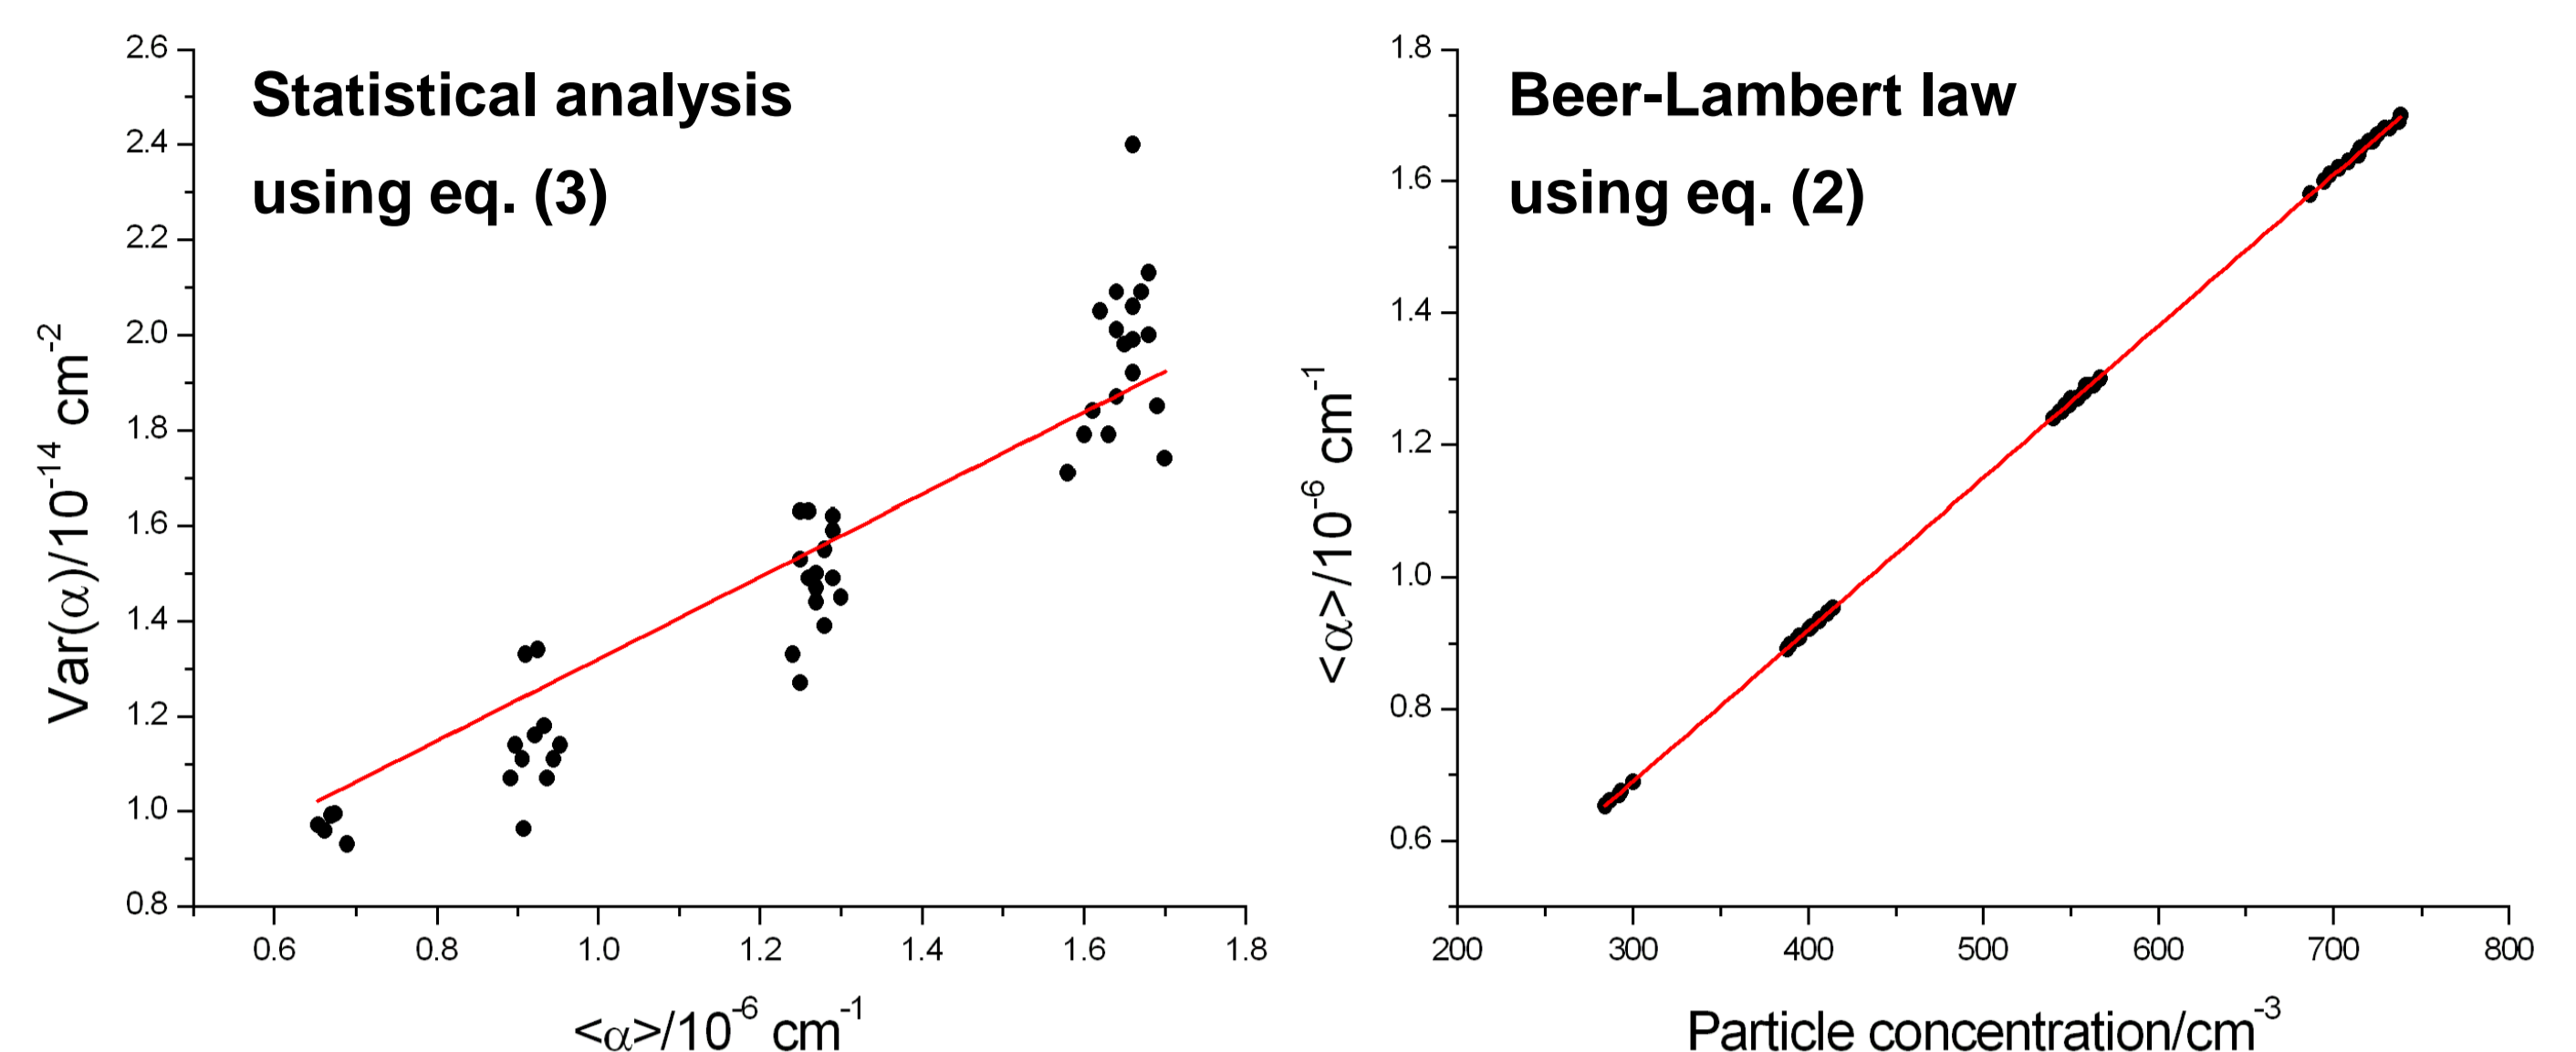 Statistical analysis
using eq. (3)
2.6
2.4
2.2
2.0
1.8
1.6
1.4
1.2
1.0
0.8
Var(α)/10⁻¹⁴ cm⁻²
0.6 0.8 1.0 1.2 1.4 1.6 1.8
<α>/10⁻⁶ cm⁻¹
Beer-Lambert law
using eq. (2)
1.8
1.6
1.4
1.2
1.0
0.8
0.6
<α>/10⁻⁶ cm⁻¹
200 300 400 500 600 700 800
Particle concentration/cm⁻³